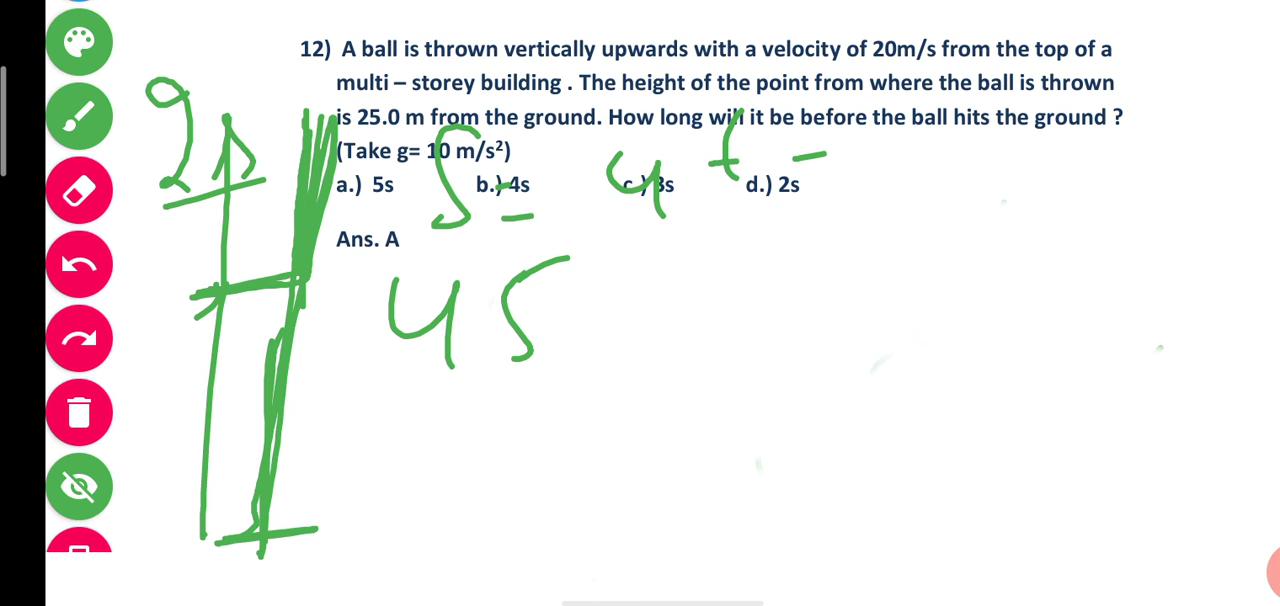 12) A ball is thrown vertically upwards with a velocity of 20m/s from the top of a
multi – storey building . The height of the point from where the ball is thrown
is 25.0 m from the ground. How long will it be before the ball hits the ground ?
(Take g= 10 m/s²)
a.) 5s b.) 4s c.) 3s d.) 2s
Ans. A
2s
45